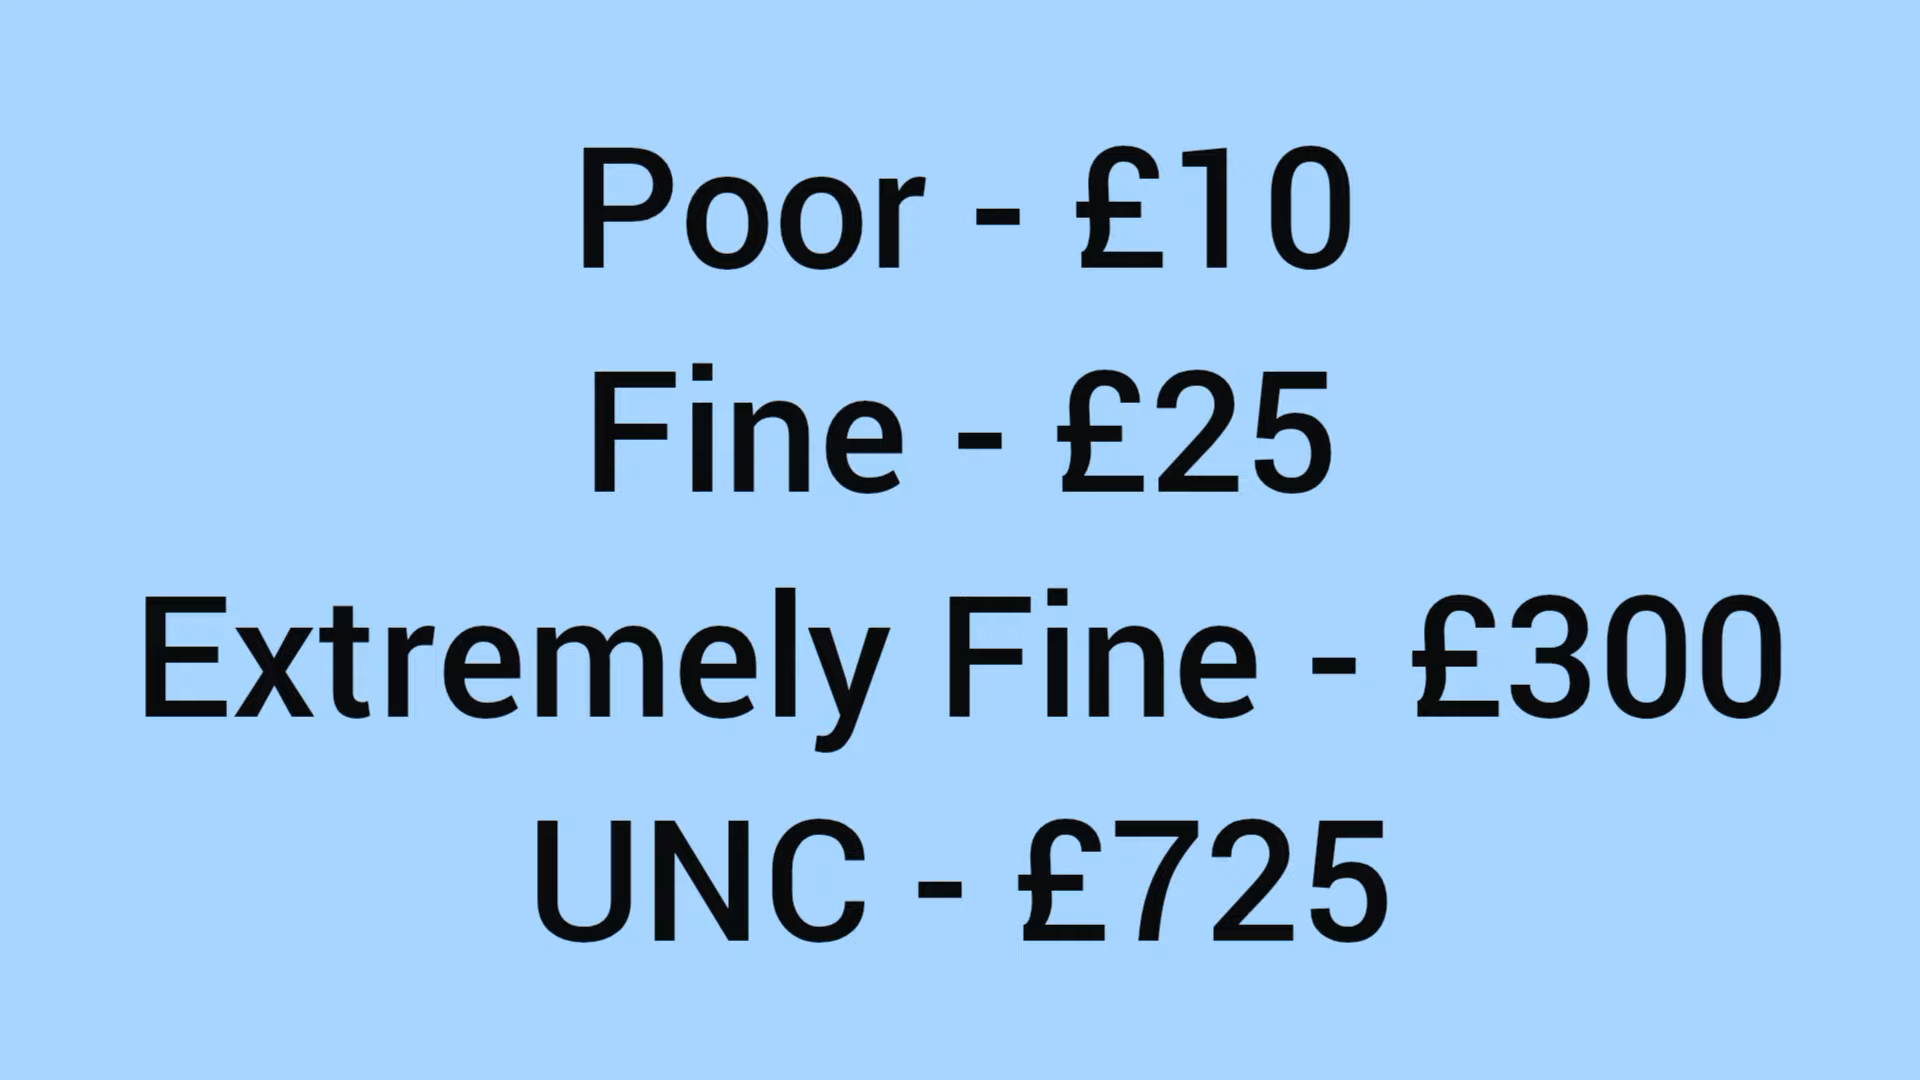 Poor - £10
Fine - £25
Extremely Fine - £300
UNC - £725